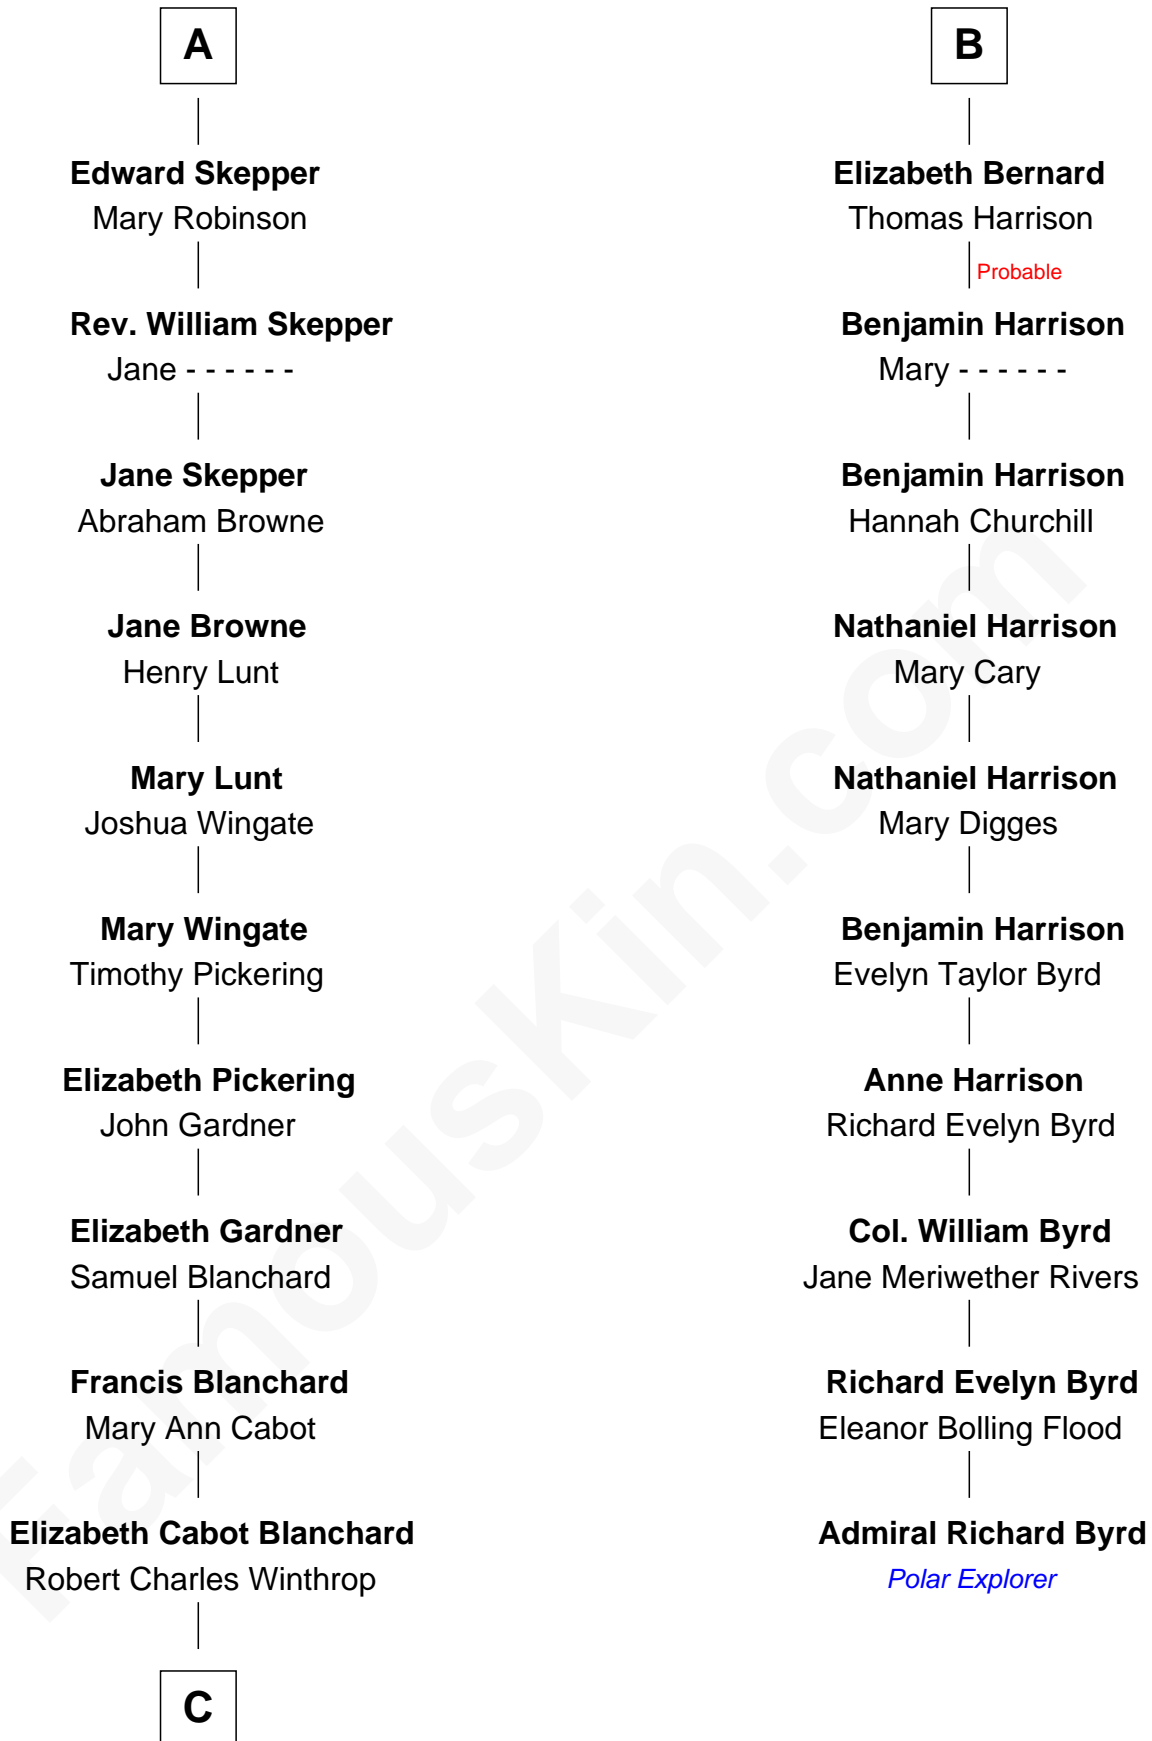 A
Edward Skepper
Mary Robinson
Rev. William Skepper
Jane - - - - - -
Jane Skepper
Abraham Browne
Jane Browne
Henry Lunt
Mary Lunt
Joshua Wingate
Mary Wingate
Timothy Pickering
Elizabeth Pickering
John Gardner
Elizabeth Gardner
Samuel Blanchard
Francis Blanchard
Mary Ann Cabot
Elizabeth Cabot Blanchard
Robert Charles Winthrop
C
B
Elizabeth Bernard
Thomas Harrison
Probable
Benjamin Harrison
Mary - - - - - -
Benjamin Harrison
Hannah Churchill
Nathaniel Harrison
Mary Cary
Nathaniel Harrison
Mary Digges
Benjamin Harrison
Evelyn Taylor Byrd
Anne Harrison
Richard Evelyn Byrd
Col. William Byrd
Jane Meriwether Rivers
Richard Evelyn Byrd
Eleanor Bolling Flood
Admiral Richard Byrd
Polar Explorer
FamousKin.com